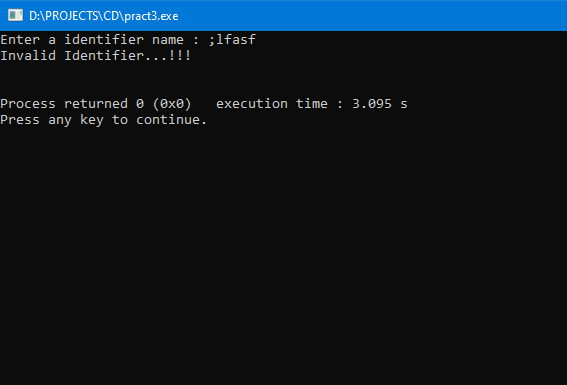 D:\PROJECTS\CD\pract3.exe
Enter a identifier name : ;lfasf
Invalid Identifier...!!!
Process returned 0 (0x0)   execution time : 3.095 s
Press any key to continue.